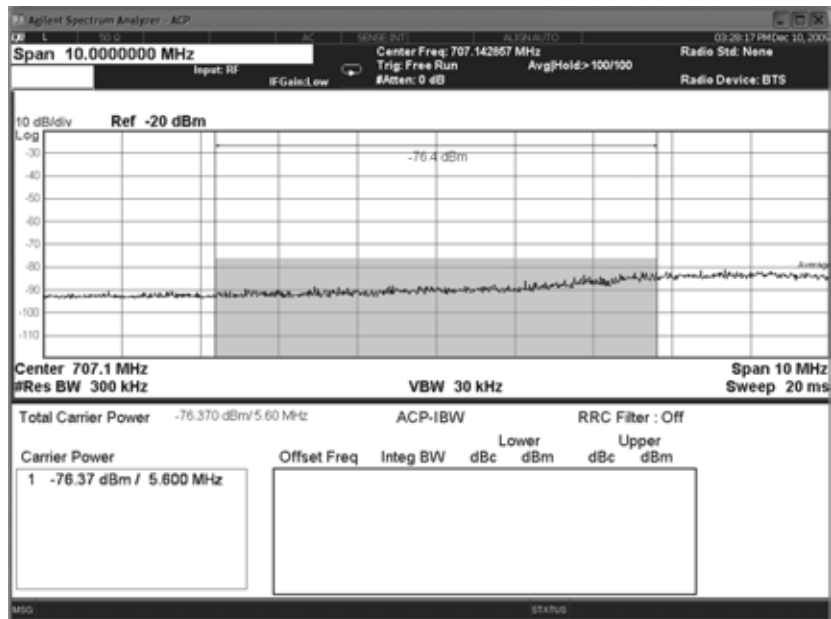 Agilent Spectrum Analyzer - ACP
L 50 Ω AC SENSE:INT ALIGNAUTO 03:28:17 PM Dec 10, 2009
Span 10.0000000 MHz
Center Freq: 707.142857 MHz
Radio Std: None
Input: RF
Trig: Free Run
Avg|Hold:> 100/100
IFGain:Low
#Atten: 0 dB
Radio Device: BTS
10 dB/div Ref -20 dBm
Log
-30
-76.4 dBm
-40
-50
-60
-70
-80
Average
-90
-100
-110
Center 707.1 MHz Span 10 MHz
#Res BW 300 kHz VBW 30 kHz Sweep 20 ms
Total Carrier Power -76.370 dBm/ 5.60 MHz ACP-IBW RRC Filter : Off
Lower Upper
Carrier Power Offset Freq Integ BW dBc dBm dBc dBm
1 -76.37 dBm / 5.600 MHz
MSG STATUS